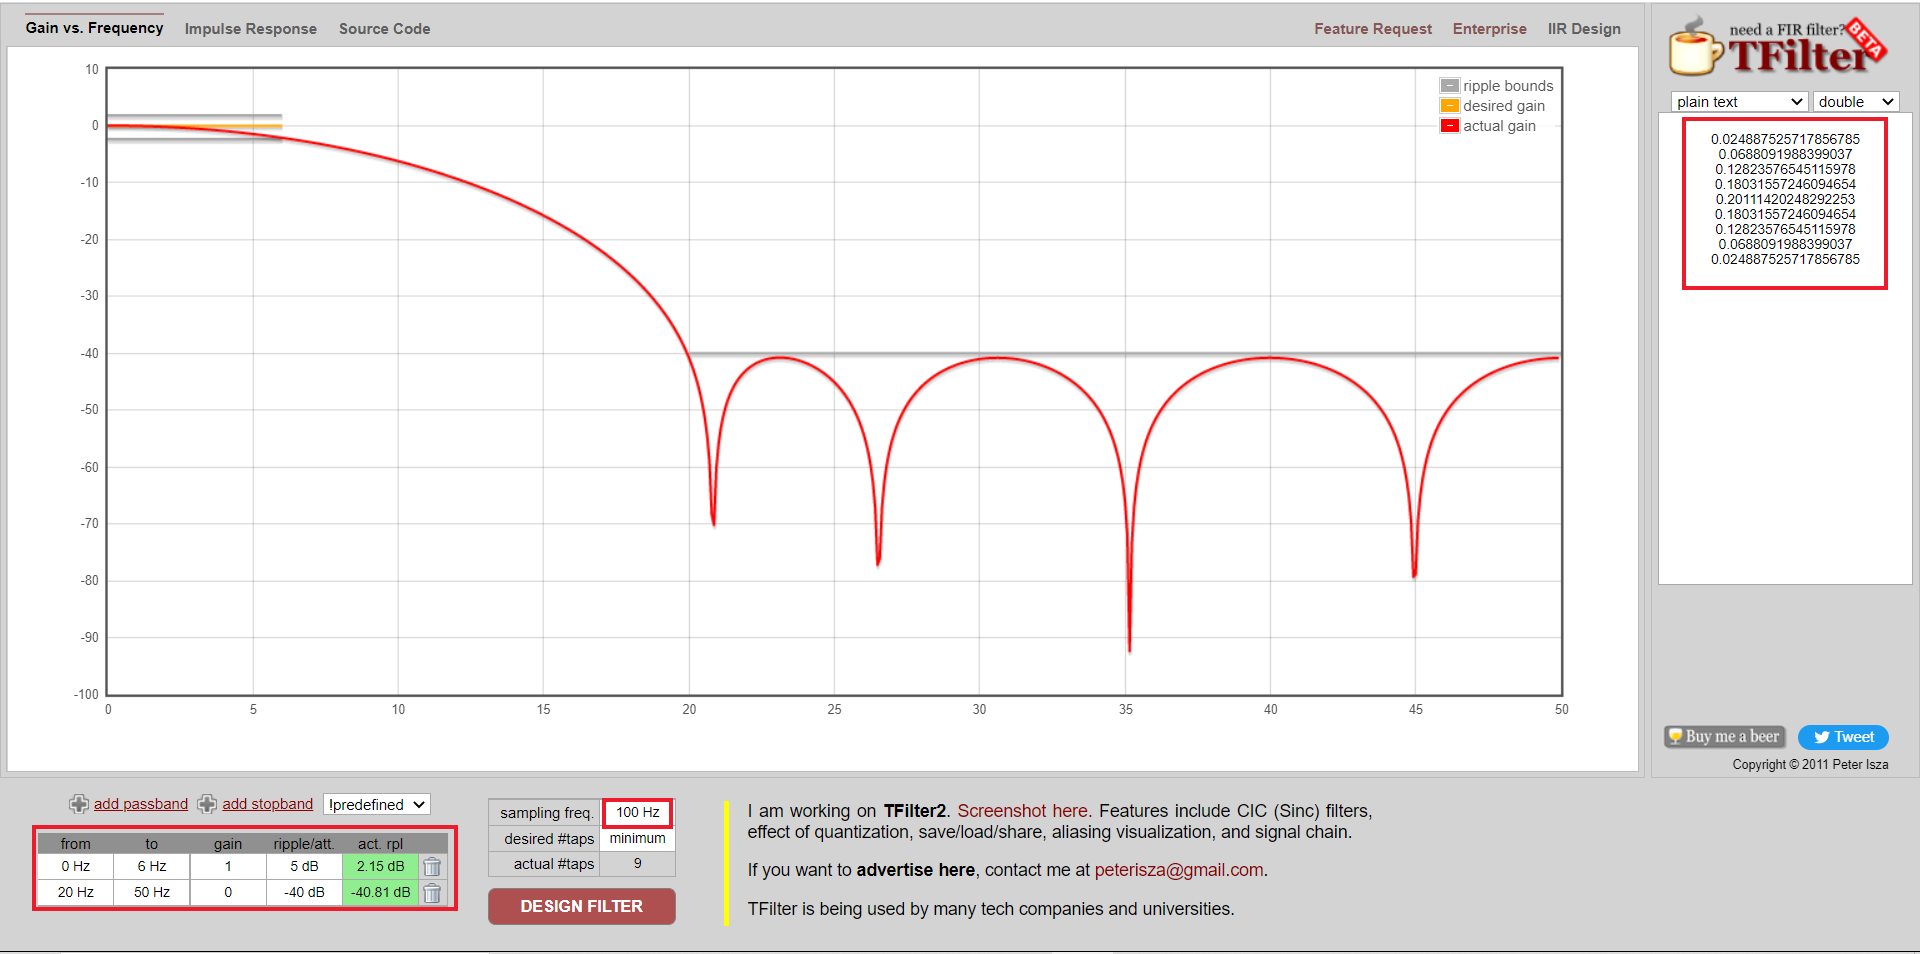 Gain vs. Frequency Impulse Response Source Code Feature Request Enterprise IIR Design
10
0
-10
-20
-30
-40
-50
-60
-70
-80
-90
-100
0 5 10 15 20 25 30 35 40 45 50
ripple bounds
desired gain
actual gain
need a FIR filter?
TFilter
BETA
plain text double
0.024887525717856785
0.0688091988399037
0.12823576545115978
0.18031557246094654
0.20111420248292253
0.18031557246094654
0.12823576545115978
0.0688091988399037
0.024887525717856785
Buy me a beer Tweet
Copyright © 2011 Peter Isza
add passband add stopband !predefined
from to gain ripple/att. act. rpl
0 Hz 6 Hz 1 5 dB 2.15 dB
20 Hz 50 Hz 0 -40 dB -40.81 dB
sampling freq. 100 Hz
desired #taps minimum
actual #taps 9
DESIGN FILTER
I am working on TFilter2. Screenshot here. Features include CIC (Sinc) filters,
effect of quantization, save/load/share, aliasing visualization, and signal chain.
If you want to advertise here, contact me at peterisza@gmail.com.
TFilter is being used by many tech companies and universities.